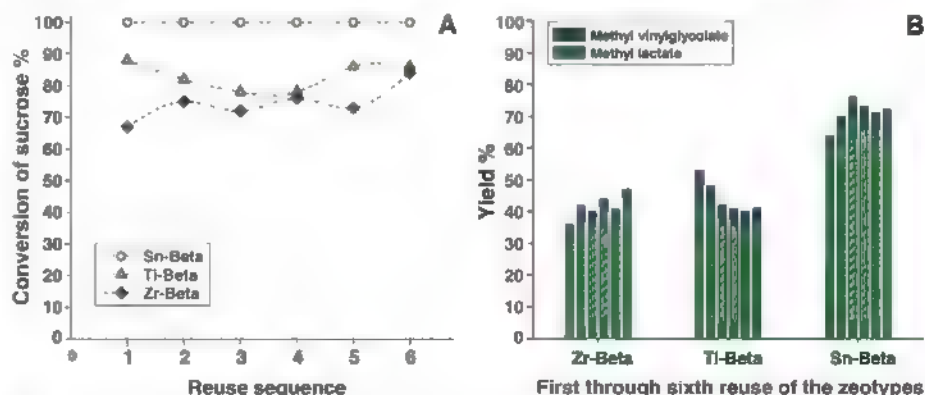 A
Conversion of sucrose %
100
90
80
70
60
50
40
30
20
10
0
Sn-Beta
Ti-Beta
Zr-Beta
0 1 2 3 4 5 6
Reuse sequence
B
Yield %
100
90
80
70
60
50
40
30
20
10
0
Methyl vinylglycolate
Methyl lactate
Zr-Beta Ti-Beta Sn-Beta
First through sixth reuse of the zeotypes